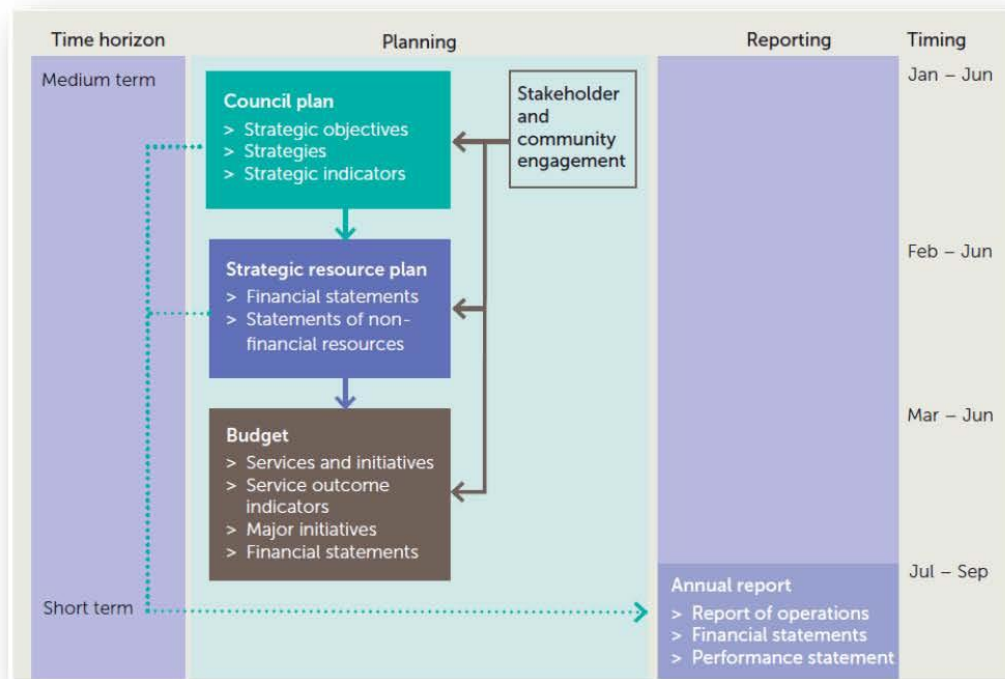 Time horizon
Planning
Reporting
Timing
Medium term
Jan – Jun
Council plan
> Strategic objectives
> Strategies
> Strategic indicators
Stakeholder
and
community
engagement
Feb – Jun
Strategic resource plan
> Financial statements
> Statements of non-
financial resources
Mar – Jun
Budget
> Services and initiatives
> Service outcome
indicators
> Major initiatives
> Financial statements
Jul – Sep
Short term
Annual report
> Report of operations
> Financial statements
> Performance statement